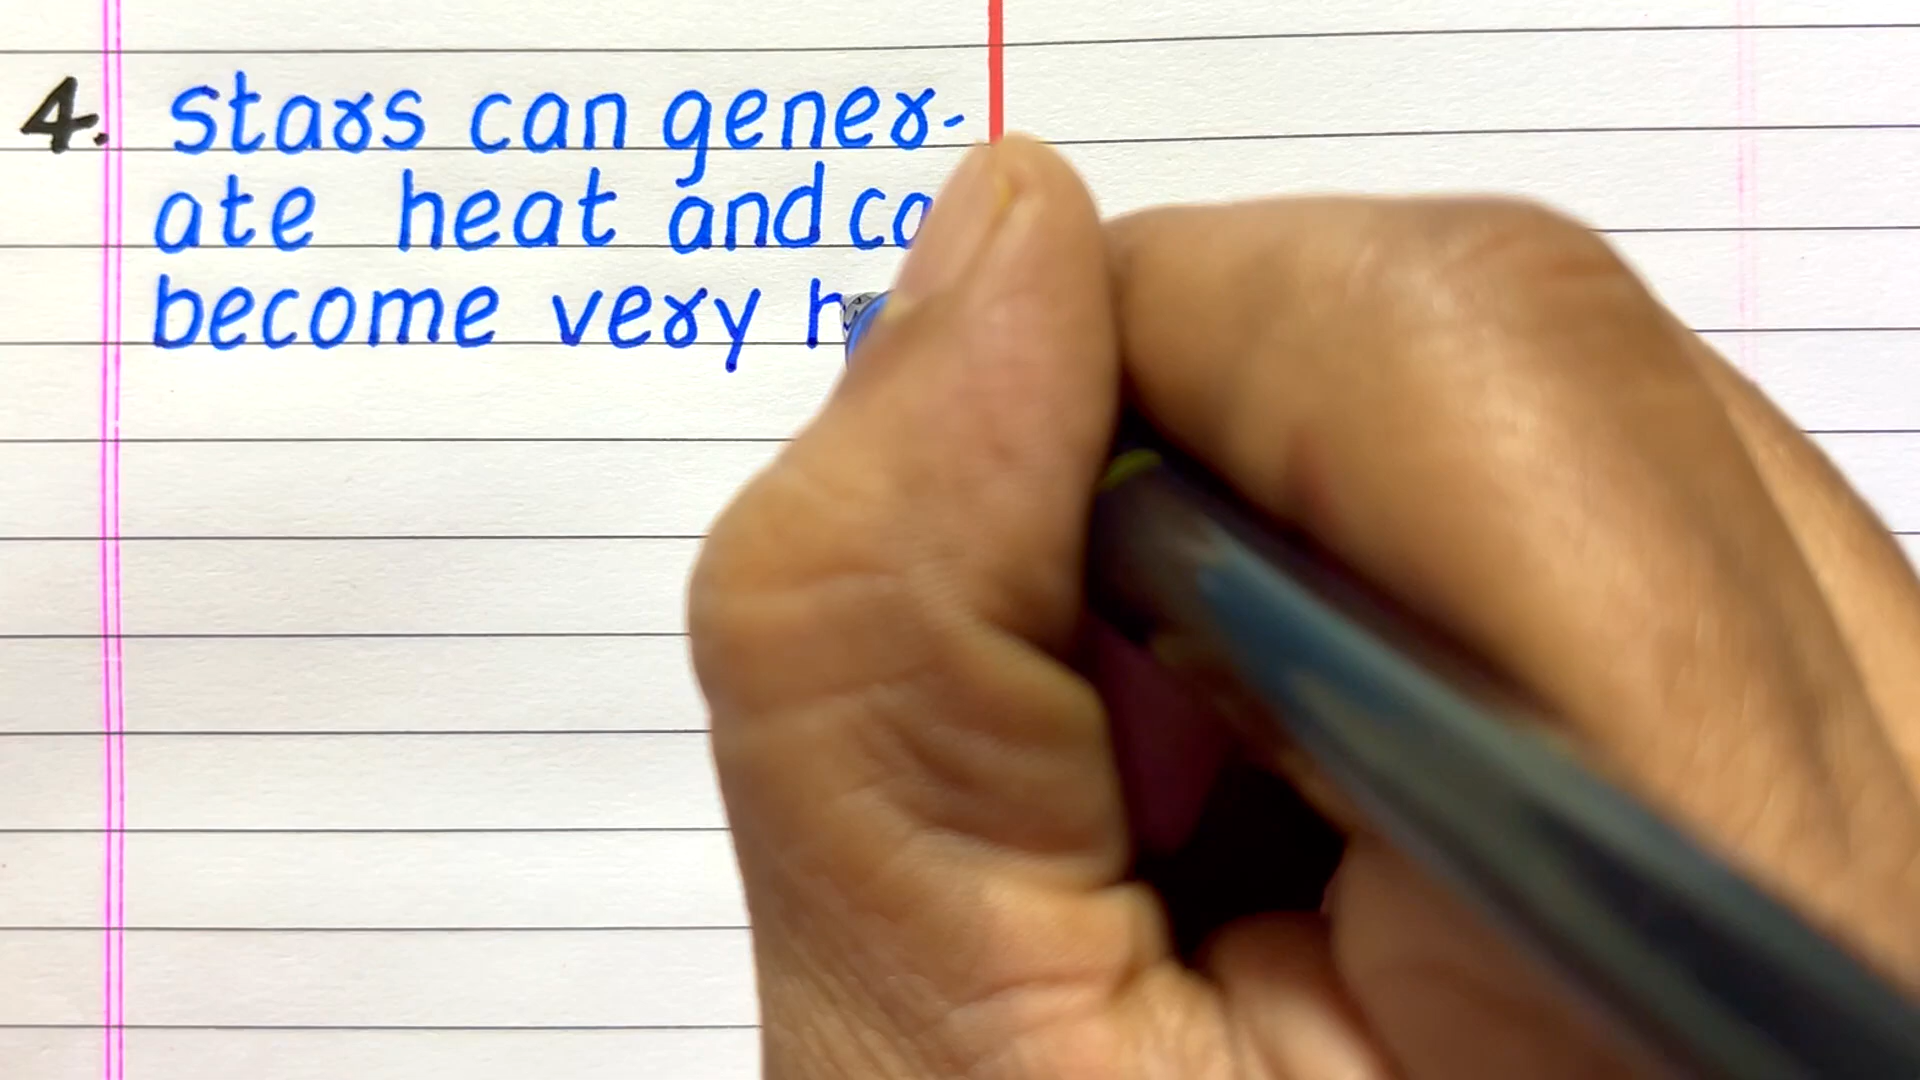 4. stars can gener-
ate heat and
become very